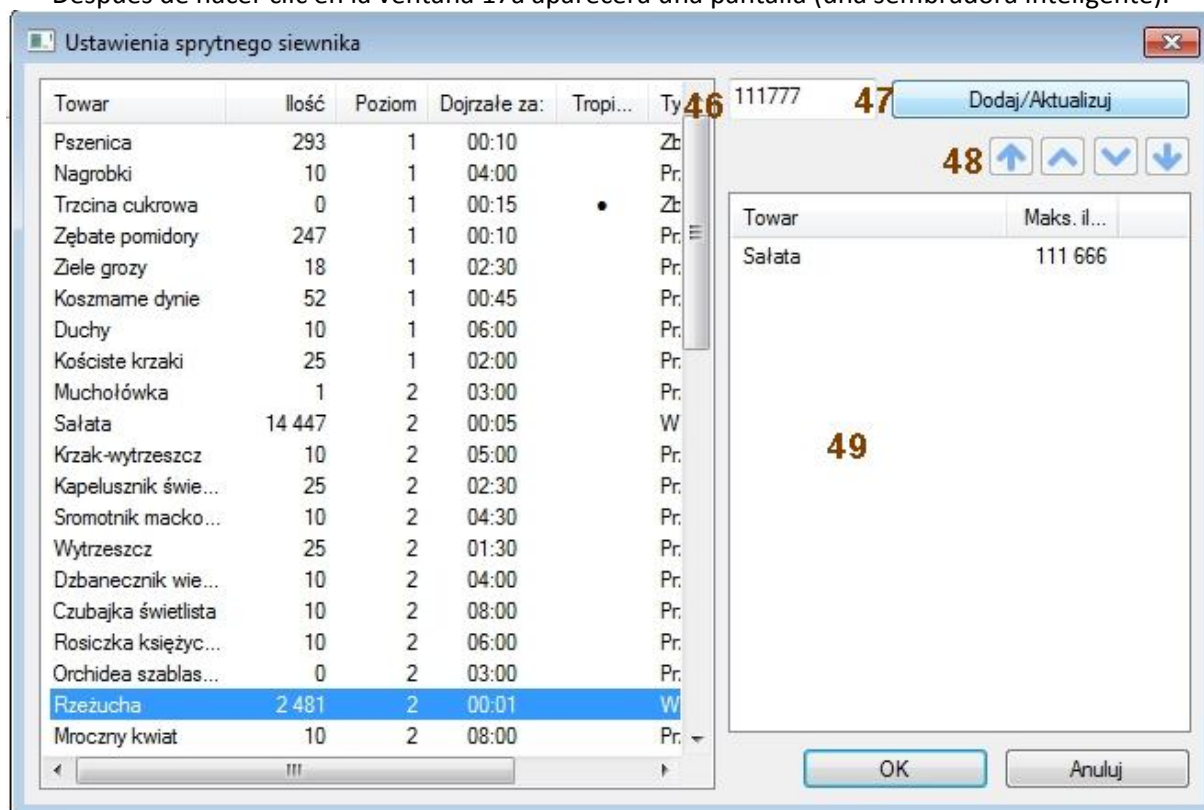 Después de hacer clic en la ventana 17a aparecerá una pantalla (una sembradora inteligente).
Ustawienia sprytnego siewnika
Towar Ilość Poziom Dojrzałe za: Tropi... Ty
Pszenica 293 1 00:10 Zb
Nagrobki 10 1 04:00 Pr.
Trzcina cukrowa 0 1 00:15 • Zb
Zębate pomidory 247 1 00:10 Pr.
Ziele grozy 18 1 02:30 Pr.
Koszmarne dynie 52 1 00:45 Pr.
Duchy 10 1 06:00 Pr.
Kościste krzaki 25 1 02:00 Pr.
Muchołówka 1 2 03:00 Pr.
Sałata 14 447 2 00:05 W
Krzak-wytrzeszcz 10 2 05:00 Pr.
Kapelusznik świe... 25 2 02:30 Pr.
Sromotnik macko... 10 2 04:30 Pr.
Wytrzeszcz 25 2 01:30 Pr.
Dzbanecznik wie... 10 2 04:00 Pr.
Czubajka świetlista 10 2 08:00 Pr.
Rosiczka księżyc... 10 2 06:00 Pr.
Orchidea szablas... 0 2 03:00 Pr.
Rzeżucha 2 481 2 00:01 W
Mroczny kwiat 10 2 08:00 Pr.
46 111777 47 Dodaj/Aktualizuj
48
Towar Maks. il...
Sałata 111 666
49
OK Anuluj